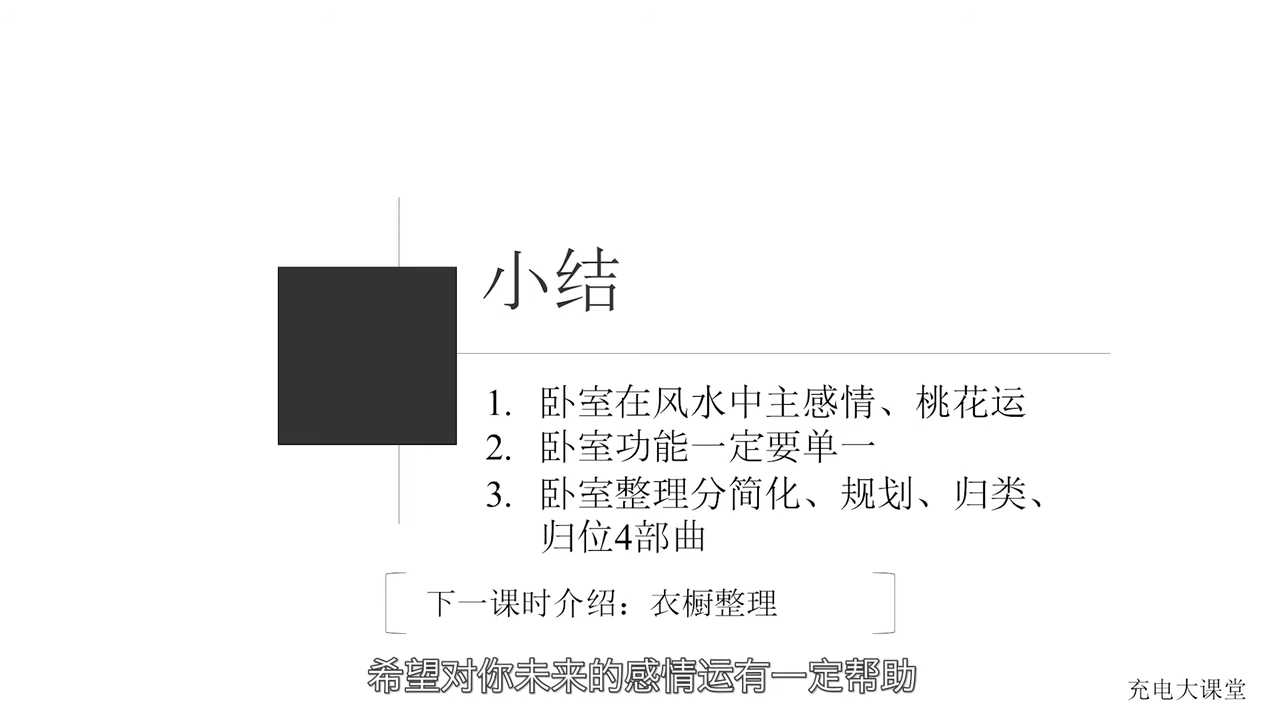 小结
1. 卧室在风水中主感情、桃花运
2. 卧室功能一定要单一
3. 卧室整理分简化、规划、归类、
归位4部曲
下一课时介绍：衣橱整理
希望对你未来的感情运有一定帮助
充电大课堂